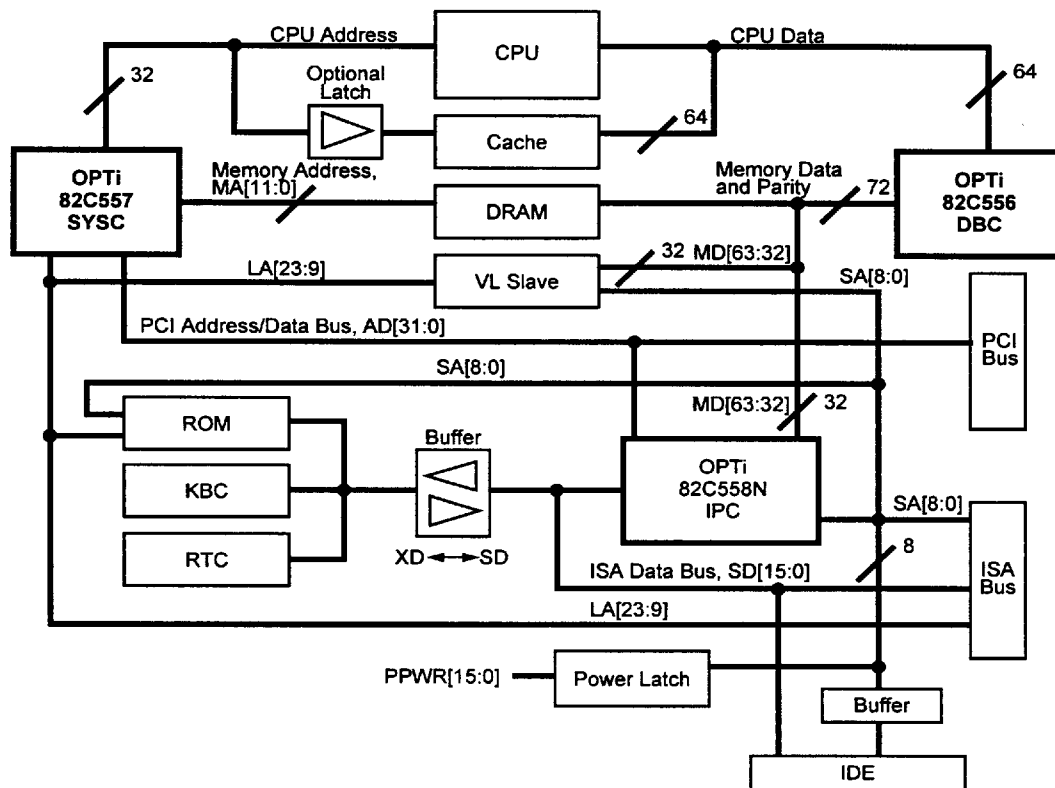 CPU Address
CPU
CPU Data
32
Optional
Latch
64
64
Cache
OPTi
82C557
SYSC
Memory Address,
MA[11:0]
DRAM
Memory Data
and Parity
72
OPTi
82C556
DBC
LA[23:9]
VL Slave
32
MD[63:32]
SA[8:0]
PCI Address/Data Bus, AD[31:0]
PCI
Bus
SA[8:0]
MD[63:32]
32
ROM
Buffer
OPTi
82C558N
IPC
KBC
SA[8:0]
RTC
XD
SD
8
ISA Data Bus, SD[15:0]
ISA
Bus
LA[23:9]
PPWR[15:0]
Power Latch
Buffer
IDE